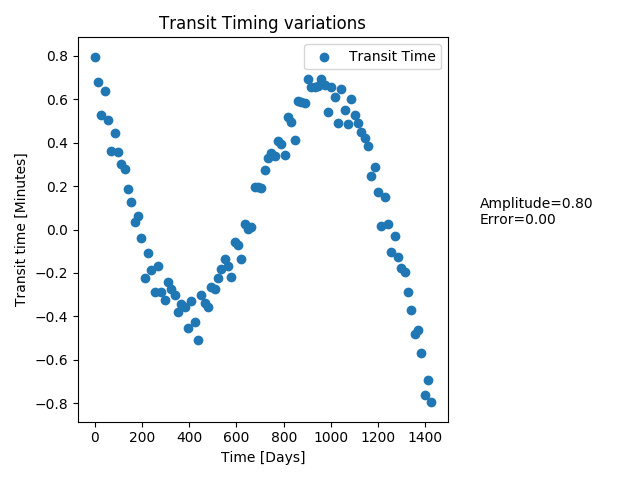 Transit Timing variations
Transit Time
Transit time [Minutes]
0.8
0.6
0.4
0.2
0.0
−0.2
−0.4
−0.6
−0.8
0 200 400 600 800 1000 1200 1400
Time [Days]
Amplitude=0.80
Error=0.00